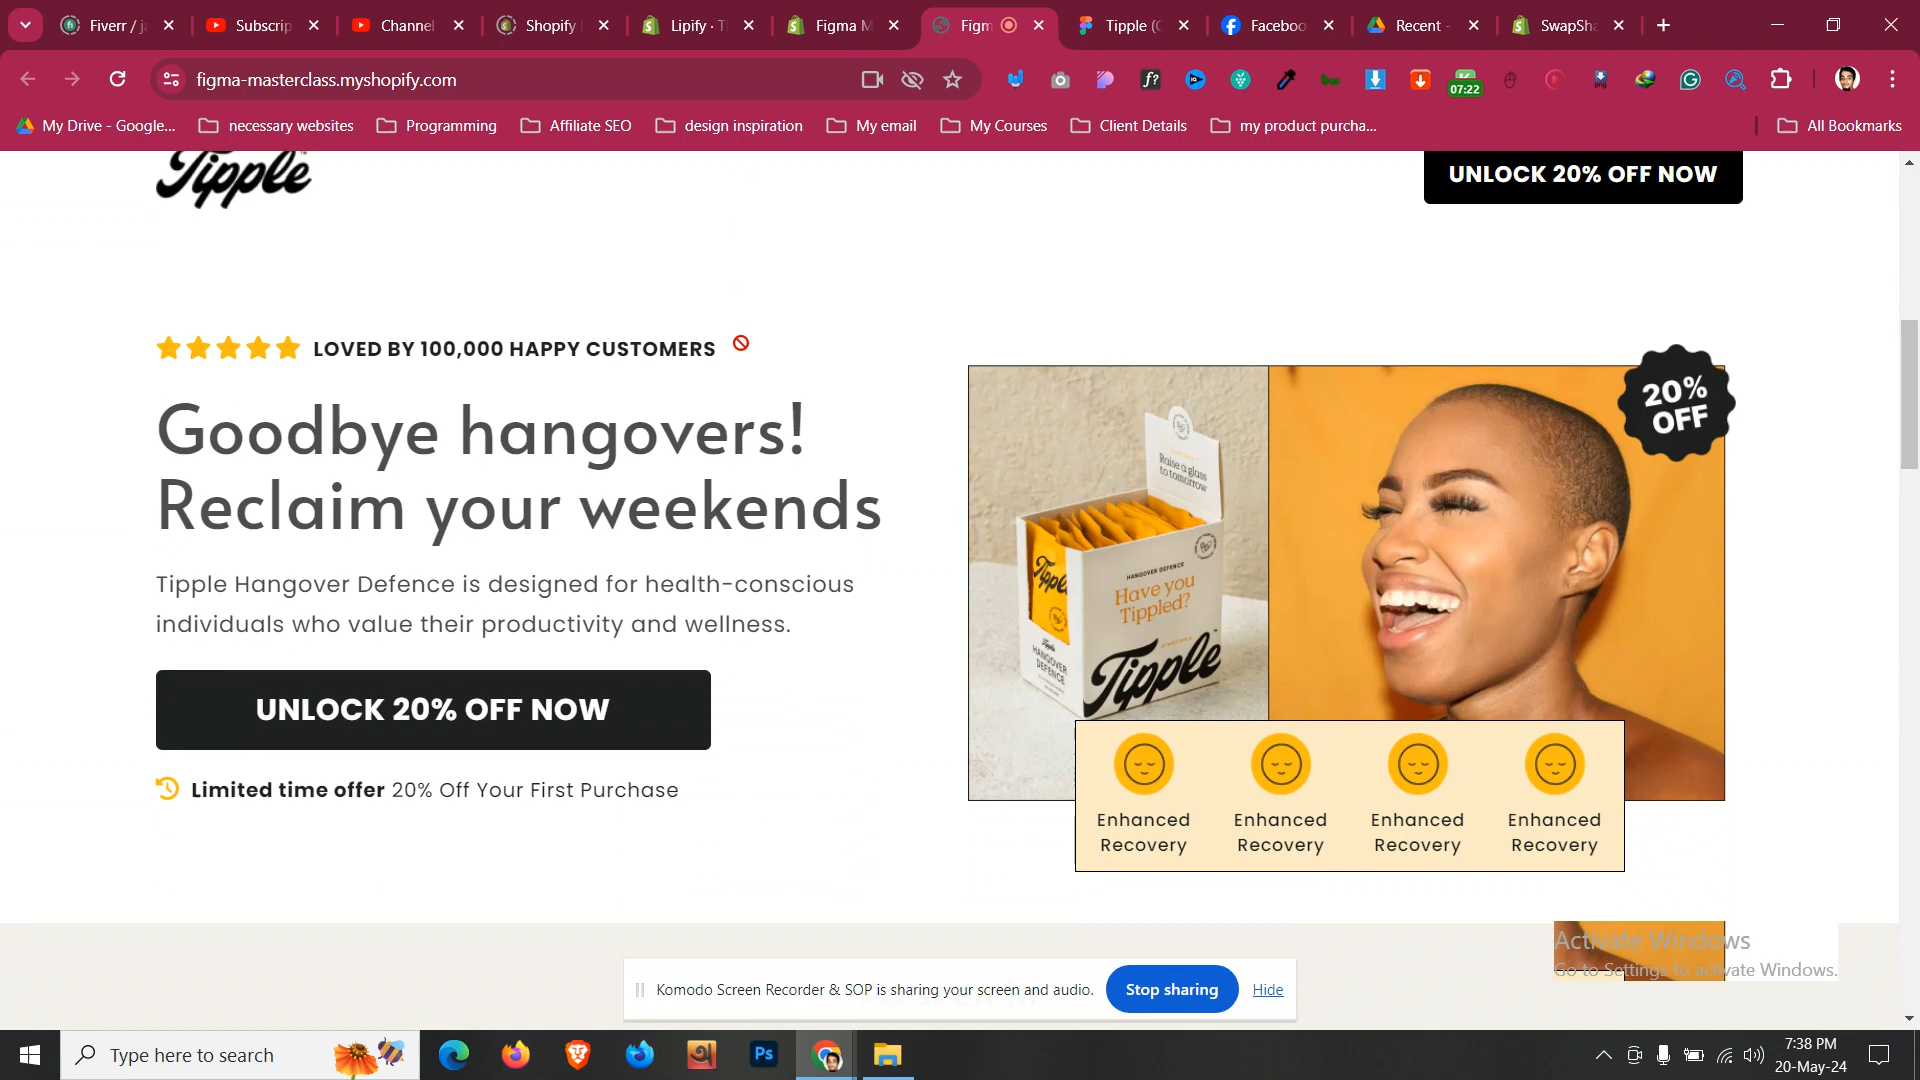 Fiverr / ja
Subscrip
Channel
Shopify
Lipify · T
Figma M
Figm
Tipple (C
Faceboo
Recent -
SwapSha
figma-masterclass.myshopify.com
07:22
My Drive - Google...
necessary websites
Programming
Affiliate SEO
design inspiration
My email
My Courses
Client Details
my product purcha...
All Bookmarks
Tipple
UNLOCK 20% OFF NOW
LOVED BY 100,000 HAPPY CUSTOMERS
Goodbye hangovers!
Reclaim your weekends
Tipple Hangover Defence is designed for health-conscious
individuals who value their productivity and wellness.
UNLOCK 20% OFF NOW
Limited time offer 20% Off Your First Purchase
20%
OFF
Raise a glass
to tomorrow
HANGOVER DEFENCE
Have you
Tippled?
Tipple
HANGOVER
DEFENCE
Enhanced
Recovery
Enhanced
Recovery
Enhanced
Recovery
Enhanced
Recovery
Activate Windows
Go to Settings to activate Windows.
Komodo Screen Recorder & SOP is sharing your screen and audio.
Stop sharing
Hide
Type here to search
Ps
7:38 PM
20-May-24